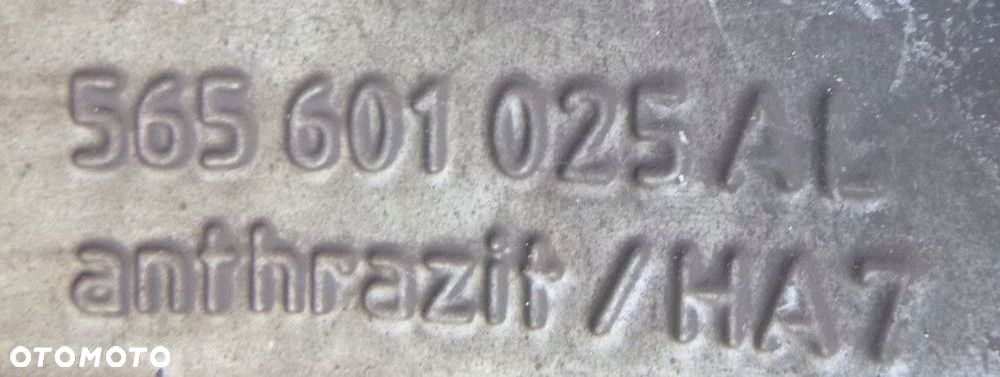 565 601 025 AL
anthrazit/HA7
OTOMOTO